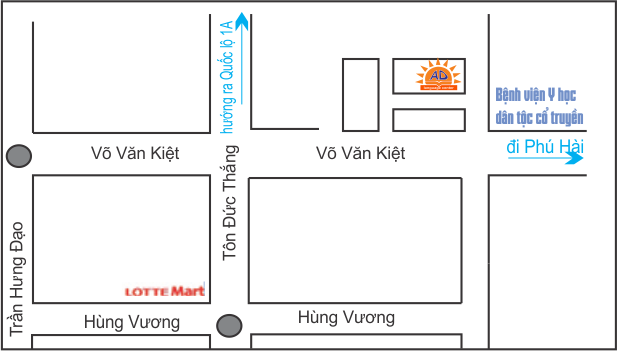 hướng ra Quốc lộ 1A
AD
Bệnh viện Y học
dân tộc cổ truyền
đi Phú Hài
Võ Văn Kiệt
Võ Văn Kiệt
Tôn Đức Thắng
Trần Hưng Đạo
LOTTE Mart
Hùng Vương
Hùng Vương